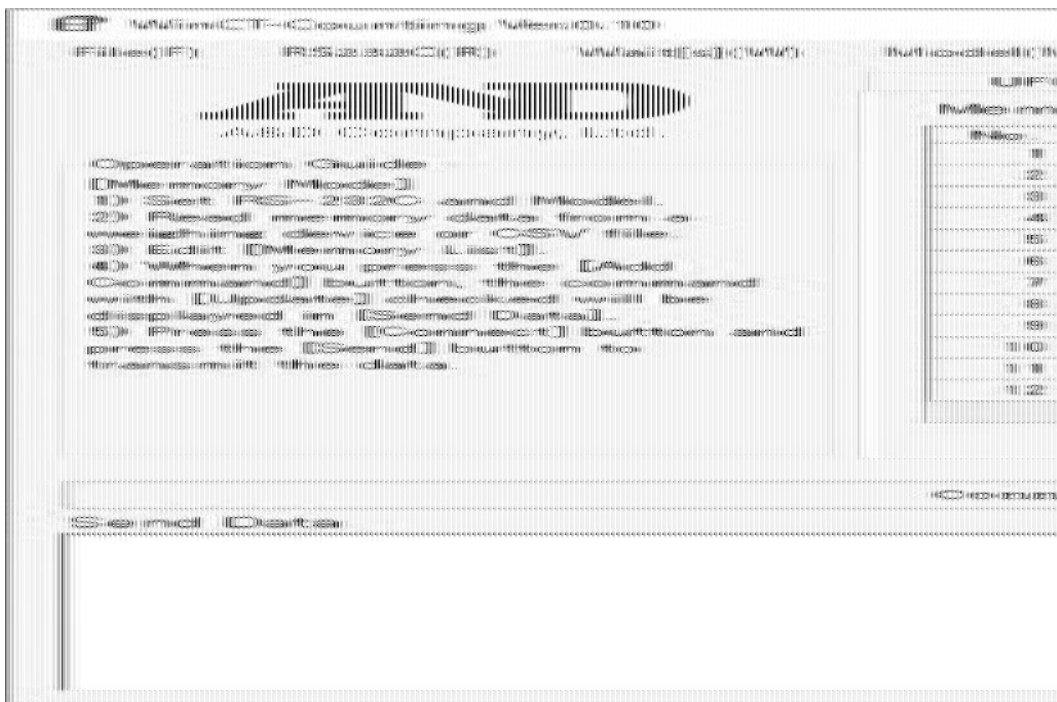 WinCT-Counting Ver.0.10
File(F)
RS232C(R)
Wait[s](W)
AND
A&D Company, Ltd.
Operation Guide
[Memory Mode]
1) Set RS-232C and Model.
2) Read memory data from a
weighing device or CSV file.
3) Edit [Memory List].
4) When you press the [Add
Command] button, the command
with [Update] checked will be
displayed in [Send Data].
5) Press the [Connect] button and
press the [Send] button to
transmit the data.
No.
1
2
3
4
5
6
7
8
9
10
11
12
Send Data